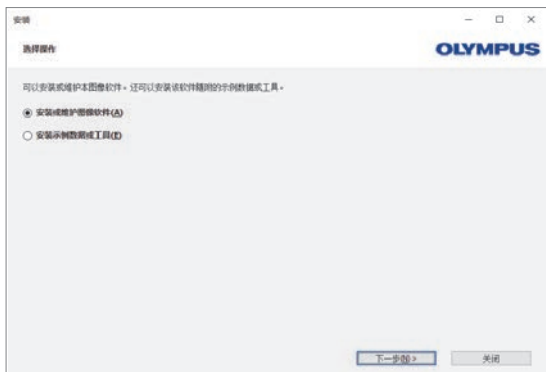 安装
选择操作
OLYMPUS
可以安装或维护本图像软件。还可以安装该软件随附的示例数据或工具。
安装或维护图像软件(A)
安装示例数据或工具(E)
下一步(N) >
关闭